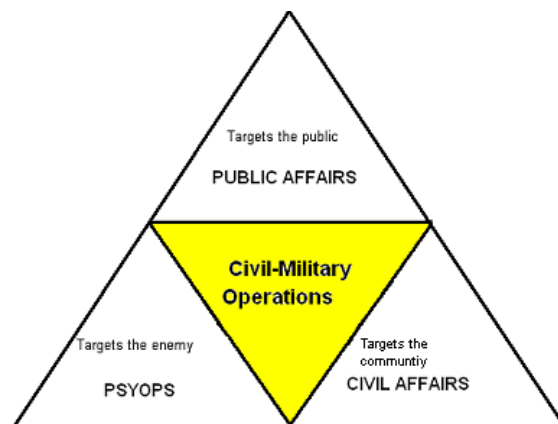 Targets the public
PUBLIC AFFAIRS
Civil-Military
Operations
Targets the enemy
PSYOPS
Targets the
communtiy
CIVIL AFFAIRS